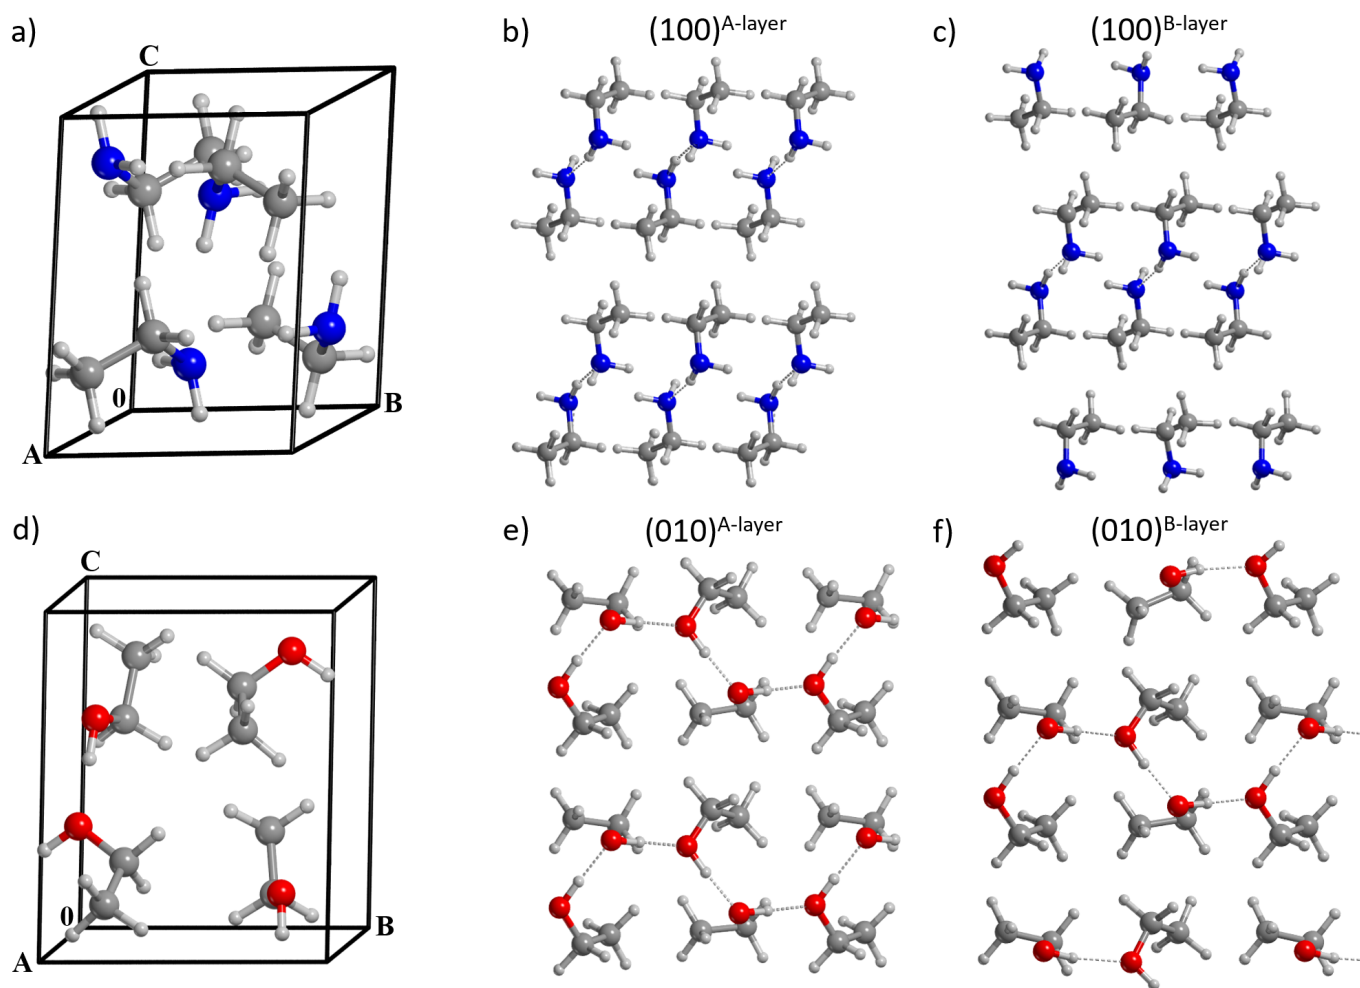 a)
b)
(100)A-layer
c)
(100)B-layer
C
0
B
A
d)
e)
(010)A-layer
f)
(010)B-layer
C
0
B
A